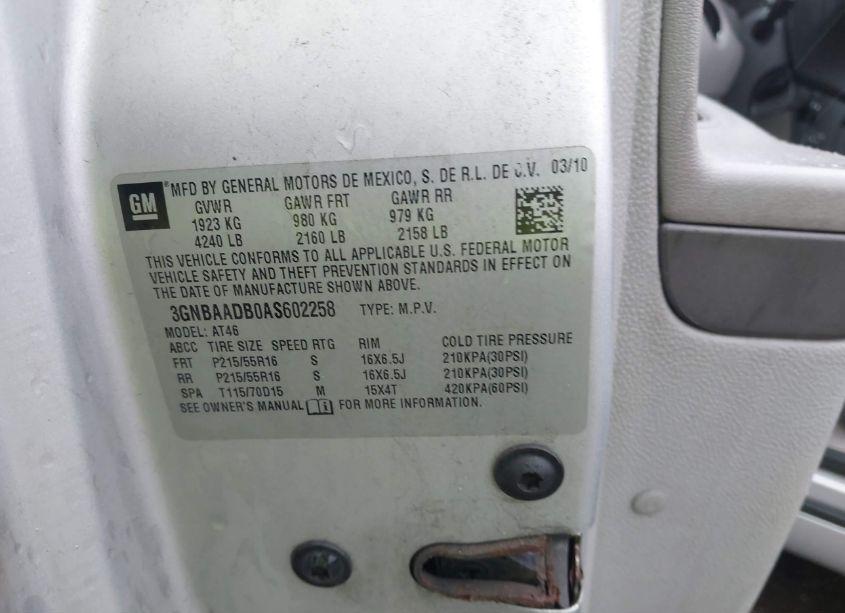 GM ®MFD BY GENERAL MOTORS DE MEXICO, S. DE R.L. DE C.V. 03/10
GVWR GAWR FRT GAWR RR
1923 KG 980 KG 979 KG
4240 LB 2160 LB 2158 LB
THIS VEHICLE CONFORMS TO ALL APPLICABLE U.S. FEDERAL MOTOR
VEHICLE SAFETY AND THEFT PREVENTION STANDARDS IN EFFECT ON
THE DATE OF MANUFACTURE SHOWN ABOVE.
3GNBAADB0AS602258 TYPE: M.P.V.
MODEL: AT46
ABCC TIRE SIZE SPEED RTG RIM COLD TIRE PRESSURE
FRT P215/55R16 S 16X6.5J 210KPA(30PSI)
RR P215/55R16 S 16X6.5J 210KPA(30PSI)
SPA T115/70D15 M 15X4T 420KPA(60PSI)
SEE OWNER'S MANUAL i FOR MORE INFORMATION.